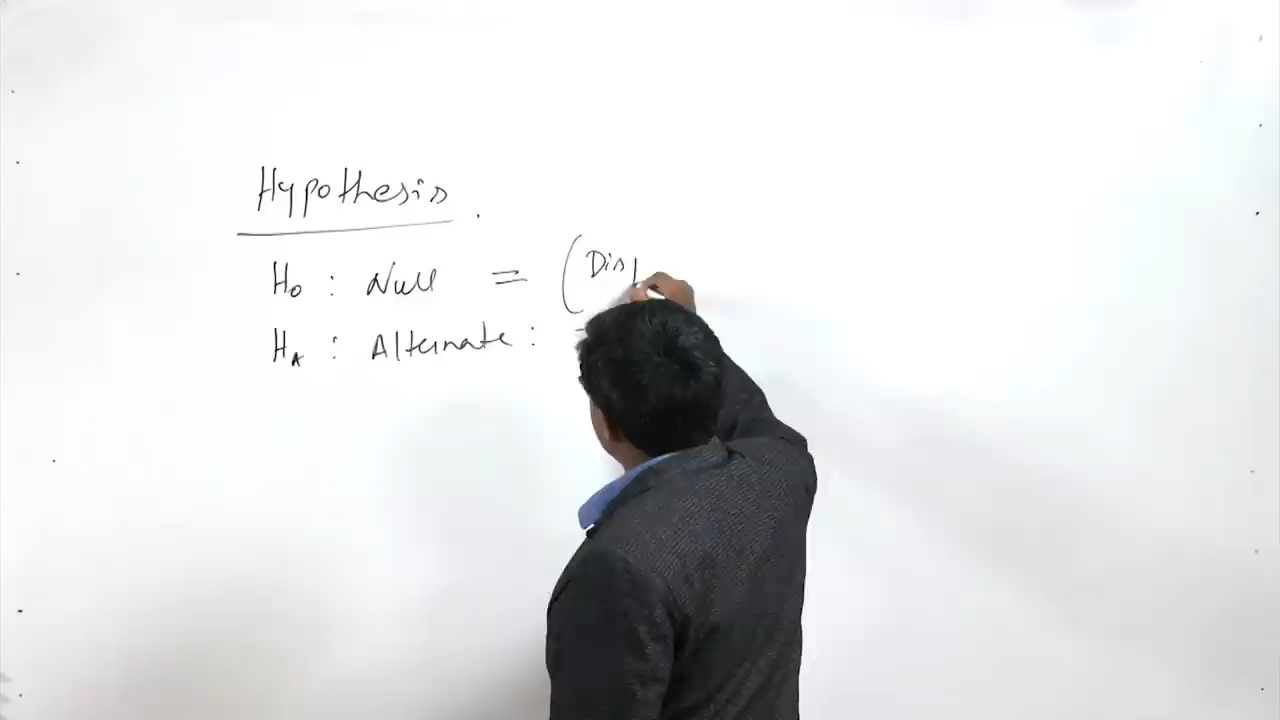 Hypothesis.
H₀ : Null = (Dis
Hₐ : Alternate :